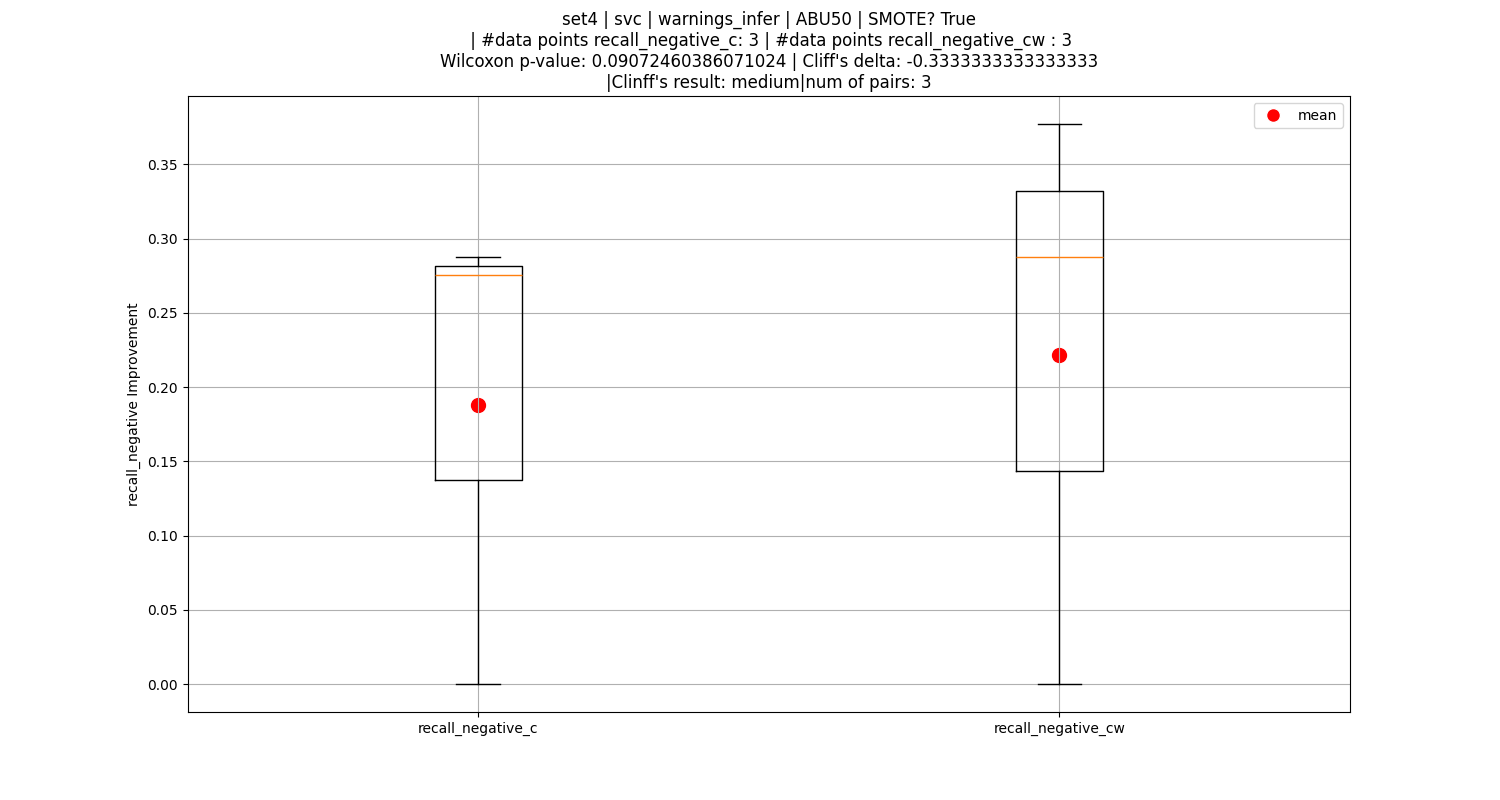 set4 | svc | warnings_infer | ABU50 | SMOTE? True
| #data points recall_negative_c: 3 | #data points recall_negative_cw : 3
Wilcoxon p-value: 0.09072460386071024 | Cliff's delta: -0.3333333333333333
|Clinff's result: medium|num of pairs: 3
mean
0.35
0.30
0.25
0.20
0.15
0.10
0.05
0.00
recall_negative Improvement
recall_negative_c
recall_negative_cw